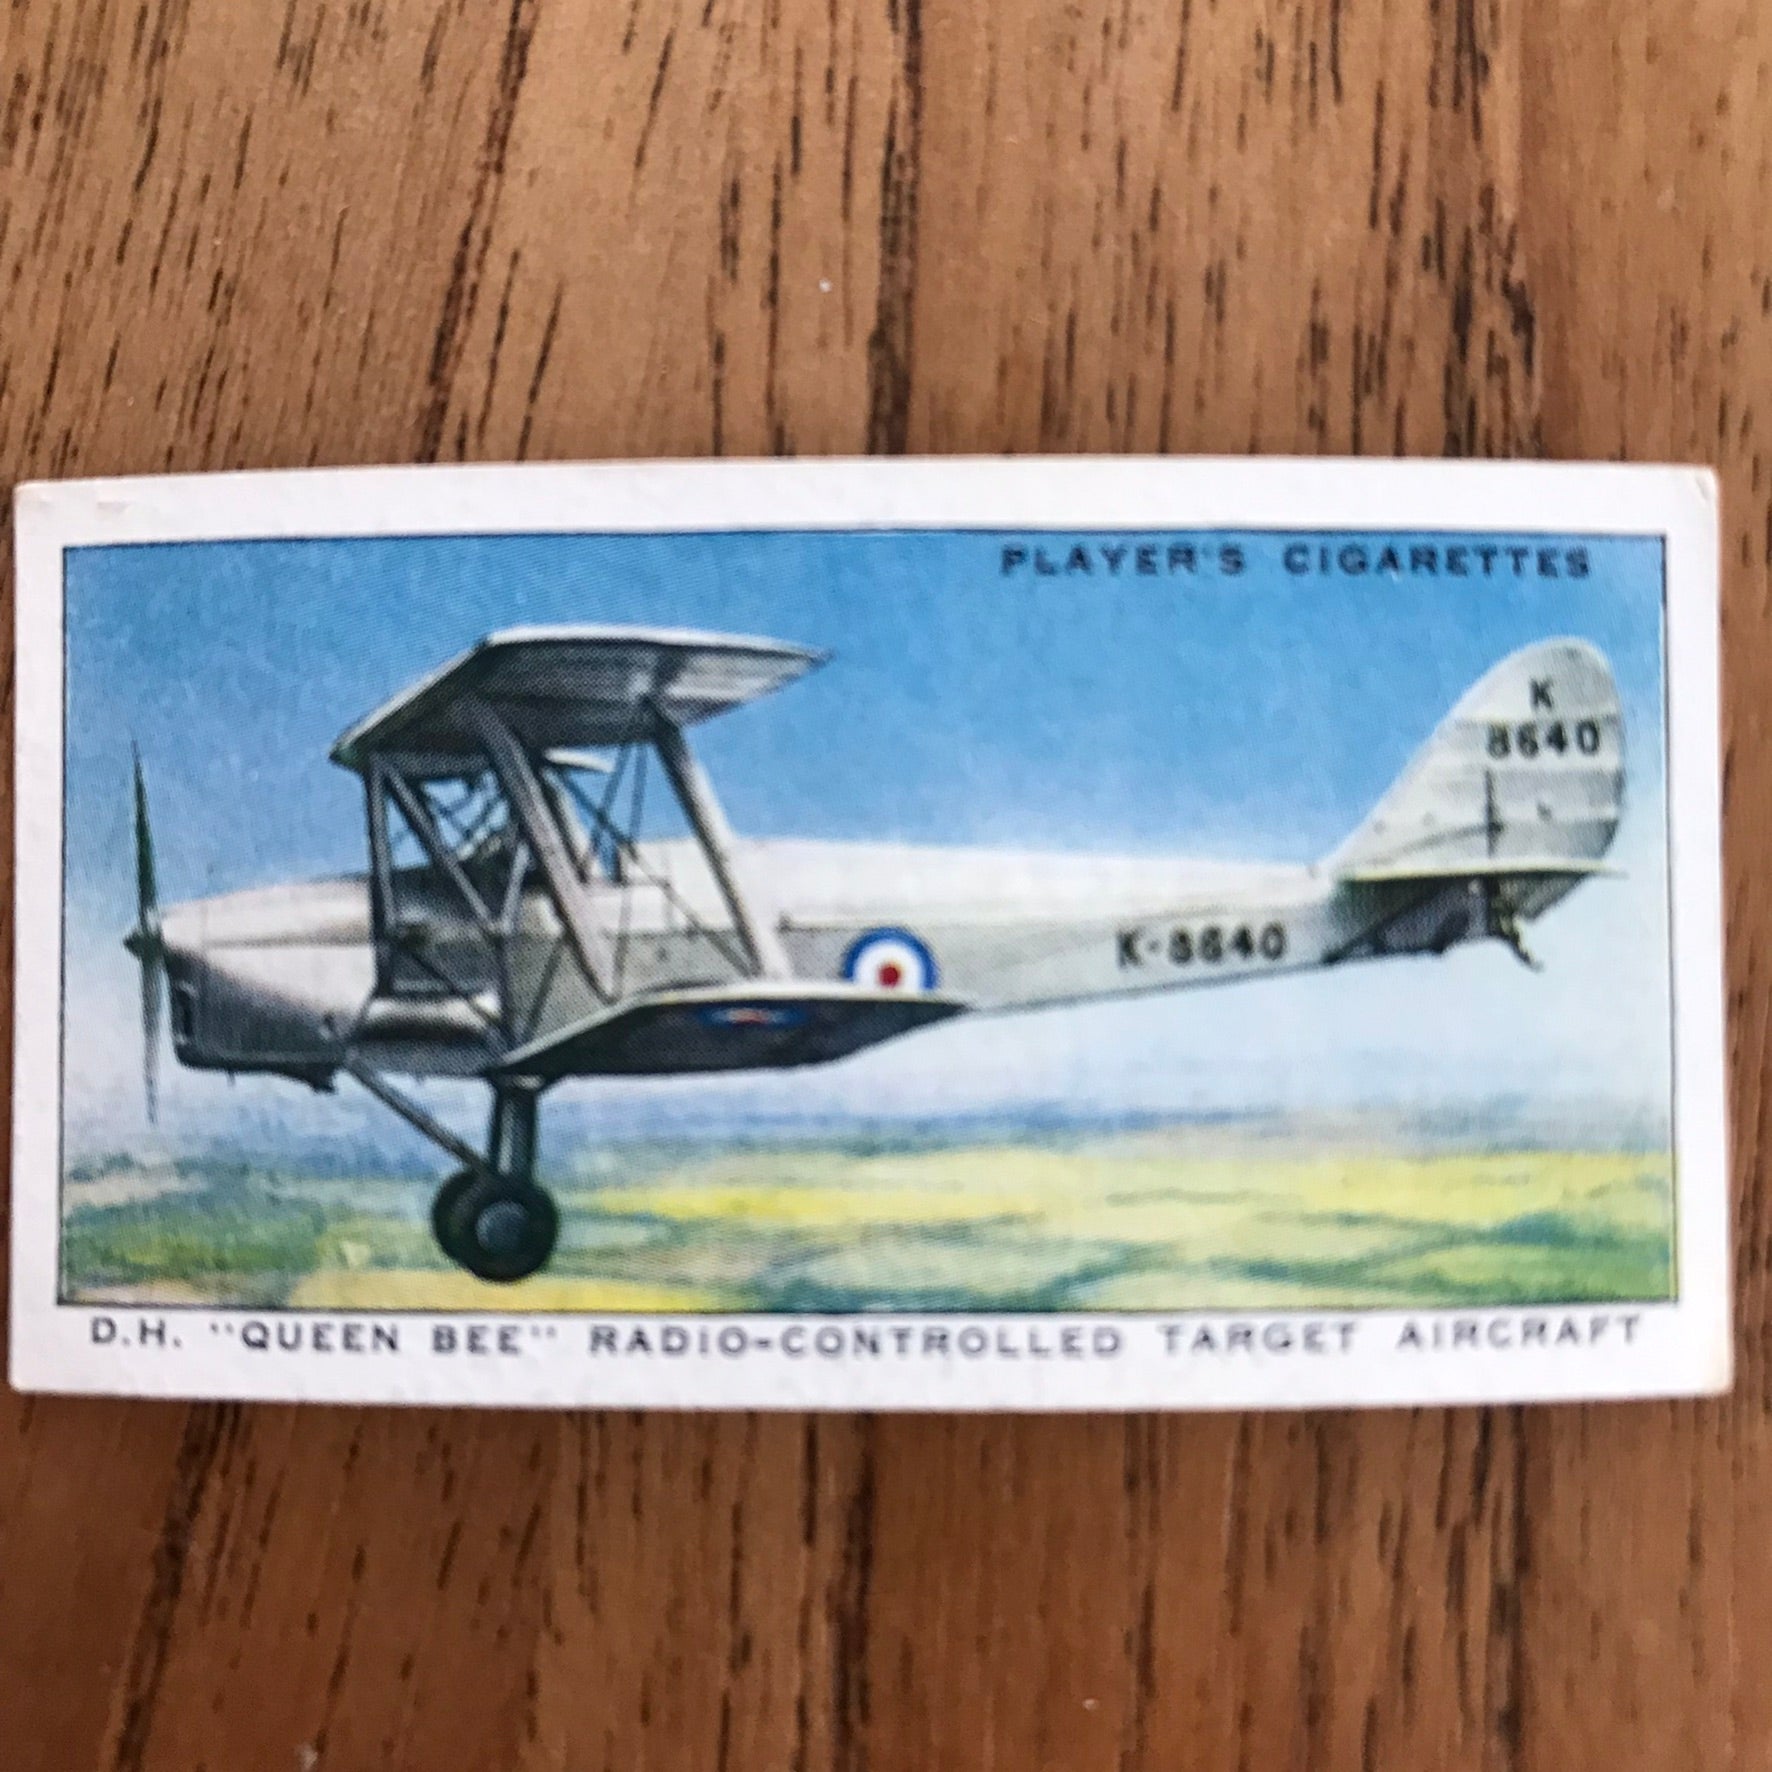 PLAYER'S CIGARETTES
K
8640
K-8640
D.H. "QUEEN BEE" RADIO-CONTROLLED TARGET AIRCRAFT